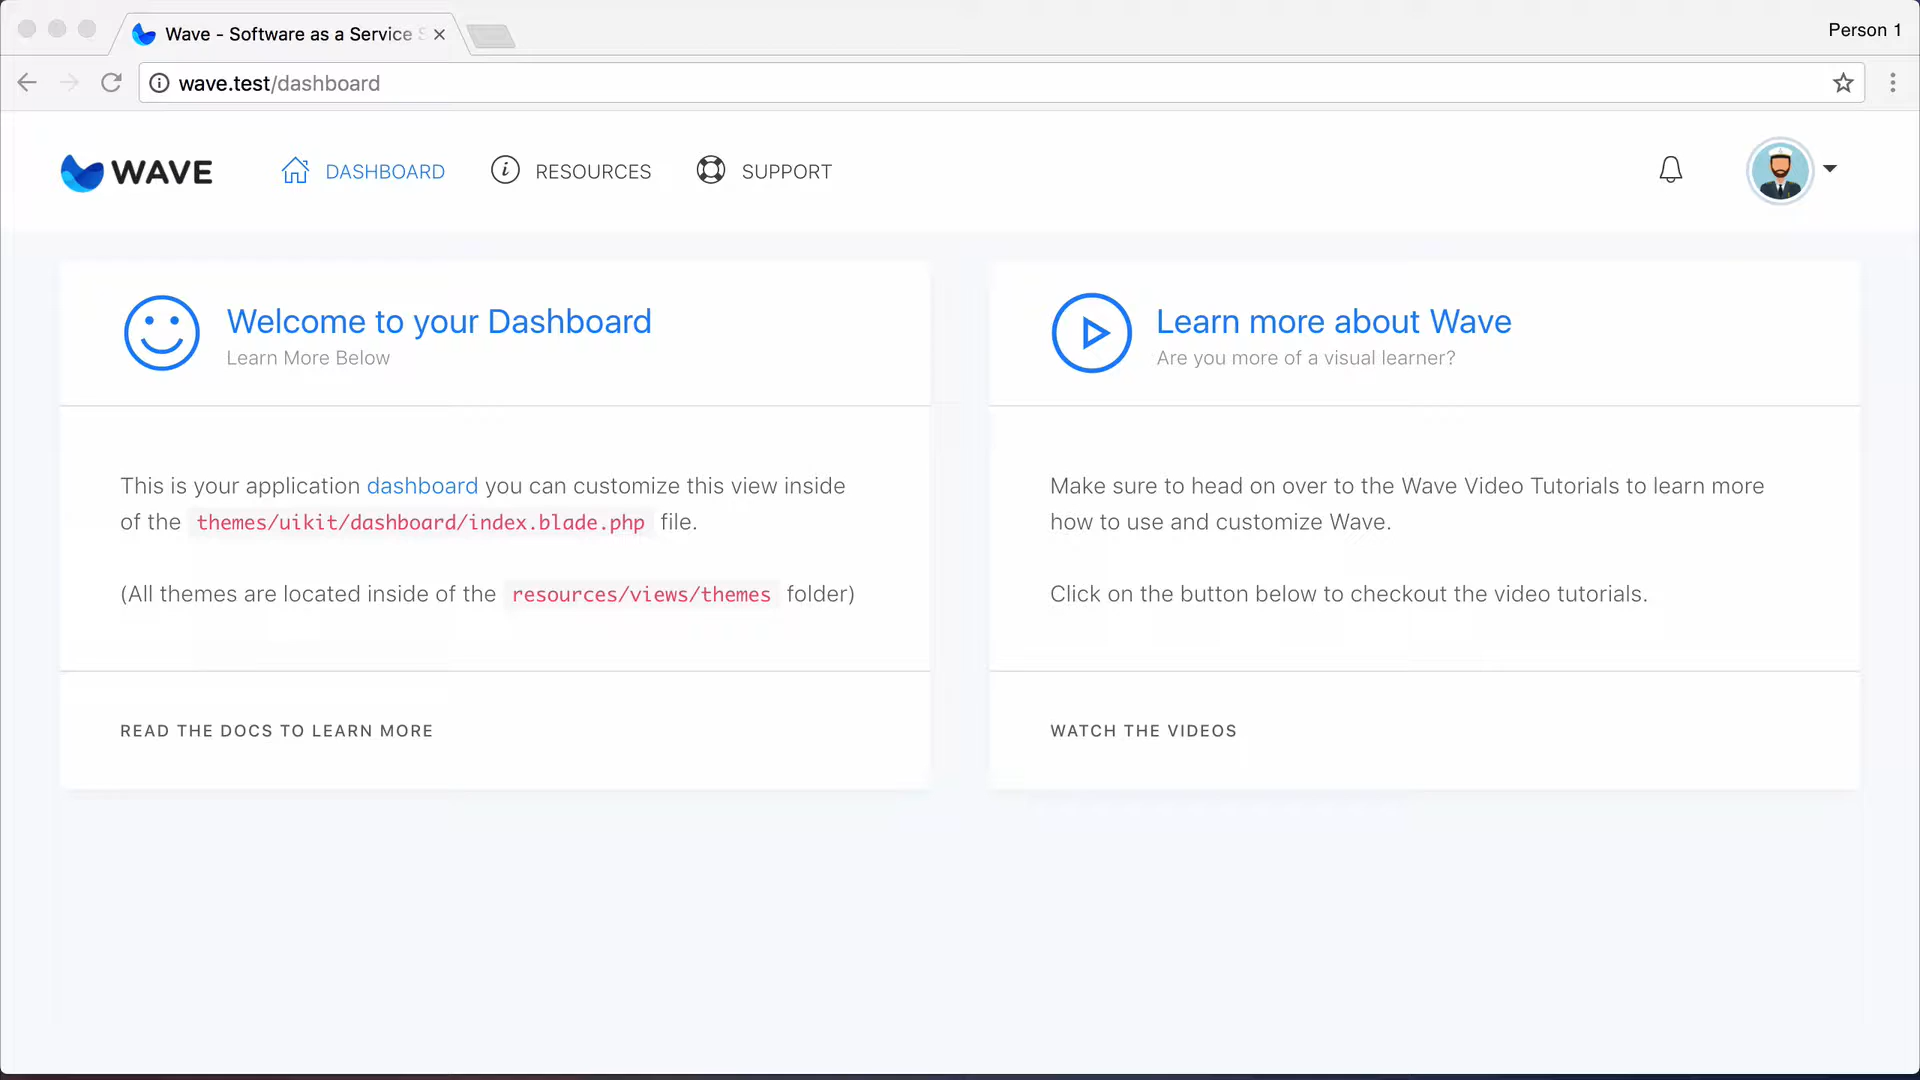 Wave - Software as a Service
Person 1
wave.test/dashboard
WAVE
DASHBOARD
RESOURCES
SUPPORT
Welcome to your Dashboard
Learn More Below
This is your application dashboard you can customize this view inside
of the themes/uikit/dashboard/index.blade.php file.
(All themes are located inside of the resources/views/themes folder)
READ THE DOCS TO LEARN MORE
Learn more about Wave
Are you more of a visual learner?
Make sure to head on over to the Wave Video Tutorials to learn more
how to use and customize Wave.
Click on the button below to checkout the video tutorials.
WATCH THE VIDEOS